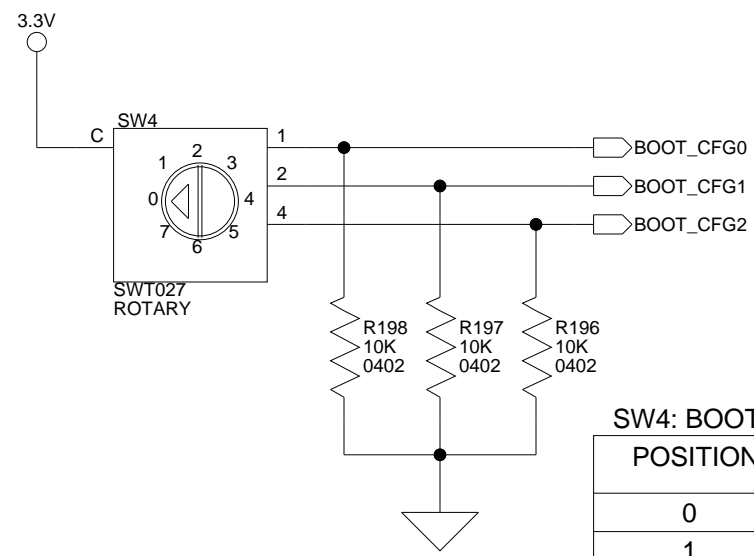 3.3V
SW4
C
1
2
4
0
1
2
3
4
5
6
7
SWT027
ROTARY
BOOT_CFG0
BOOT_CFG1
BOOT_CFG2
R198
10K
0402
R197
10K
0402
R196
10K
0402
SW4: BOOT
POSITION
0
1